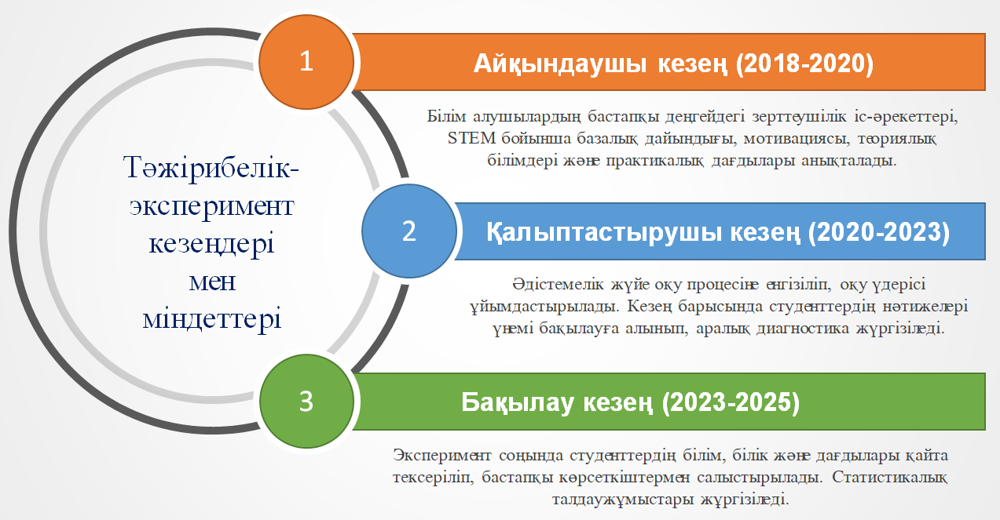 Тәжірибелік-
эксперимент
кезеңдері
мен
міндеттері
1
Айқындаушы кезең (2018-2020)
Білім алушылардың бастапқы деңгейдегі зерттеушілік іс-әрекеттері,
STEM бойынша базалық дайындығы, мотивациясы, теориялық
білімдері және практикалық дағдылары анықталады.
2
Қалыптастырушы кезең (2020-2023)
Әдістемелік жүйе оқу процесіне енгізіліп, оқу үдерісі
ұйымдастырылады. Кезең барысында студенттердің нәтижелері
үнемі бақылауға алынып, аралық диагностика жүргізіледі.
3
Бақылау кезең (2023-2025)
Эксперимент соңында студенттердің білім, білік және дағдылары қайта
тексеріліп, бастапқы көрсеткіштермен салыстырылады. Статистикалық
талдаужұмыстары жүргізіледі.